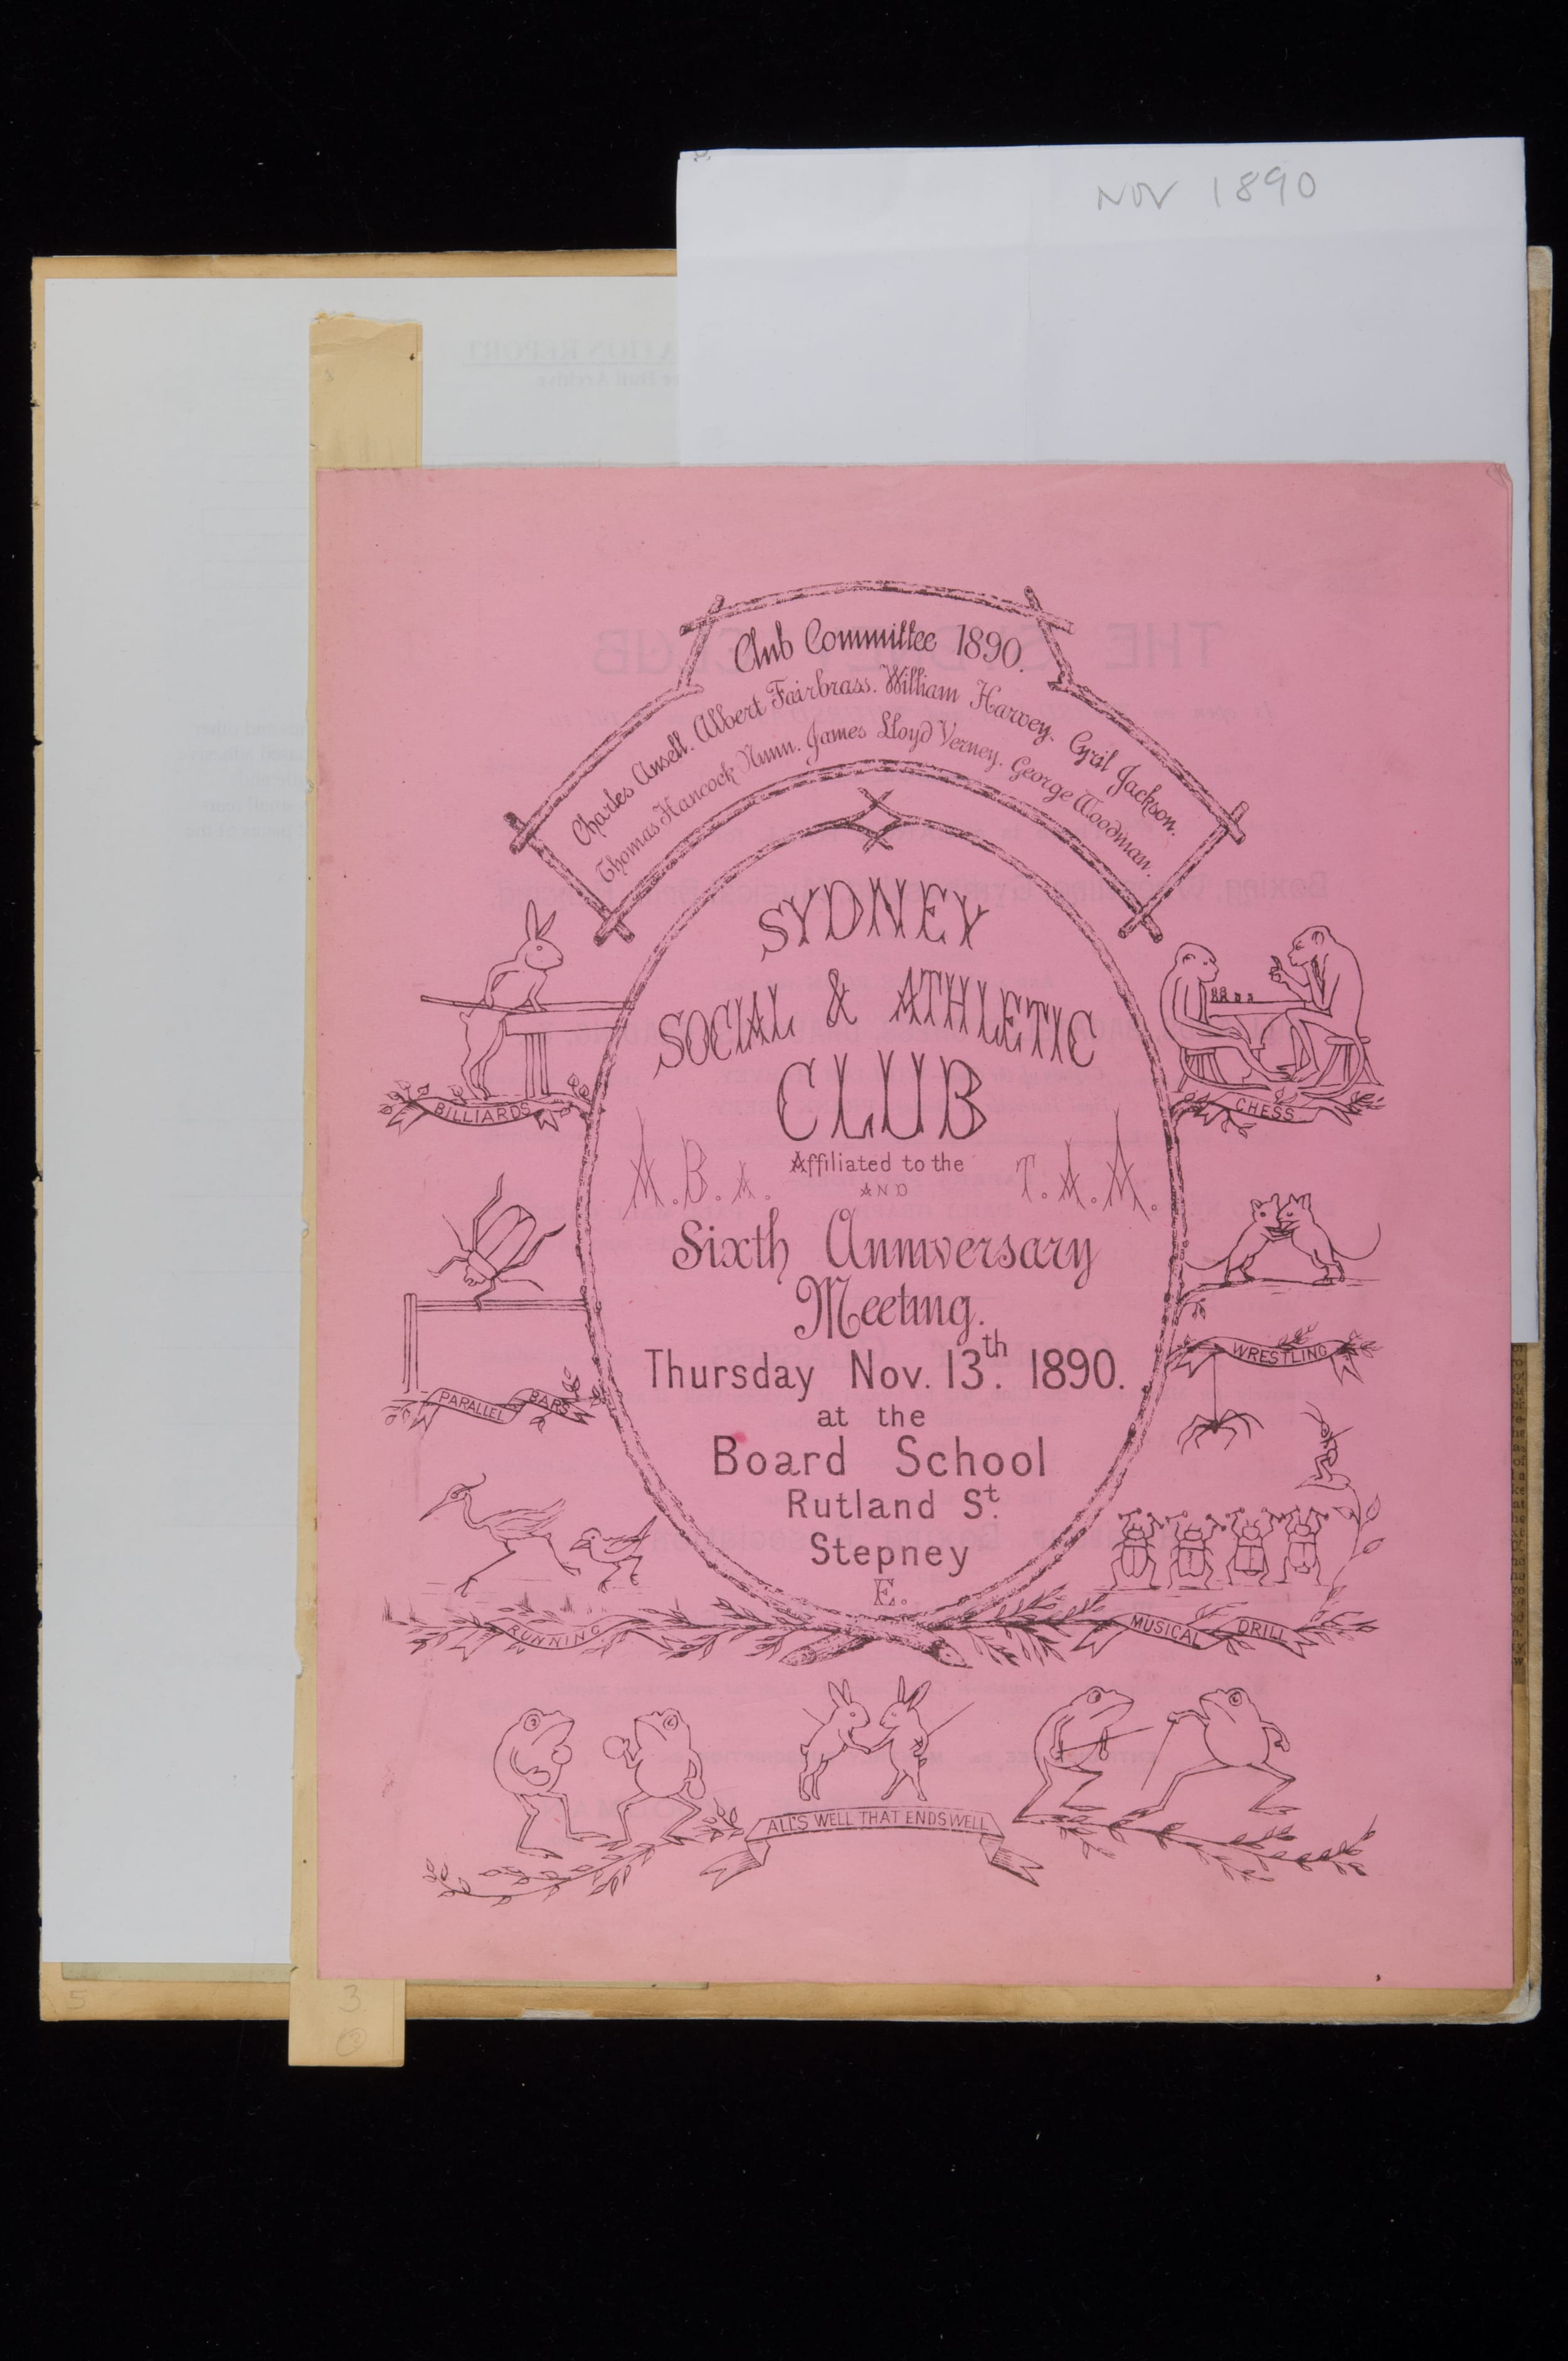 NOV 1890
Club Committee 1890.
Charles Ansell. Albert Fairbrass. William Harvey. Cyril Jackson.
Thomas Hancock Nunn. James Lloyd Verney. George Woodman.
SYDNEY
SOCIAL & ATHLETIC
CLUB
Affiliated to the
A.B.A. AND T.A.A.
Sixth Anniversary
Meeting.
Thursday Nov. 13th. 1890.
at the
Board School
Rutland St.
Stepney
E.
BILLIARDS
CHESS
PARALLEL BARS
WRESTLING
RUNNING
MUSICAL DRILL
ALL'S WELL THAT ENDS WELL
5
3